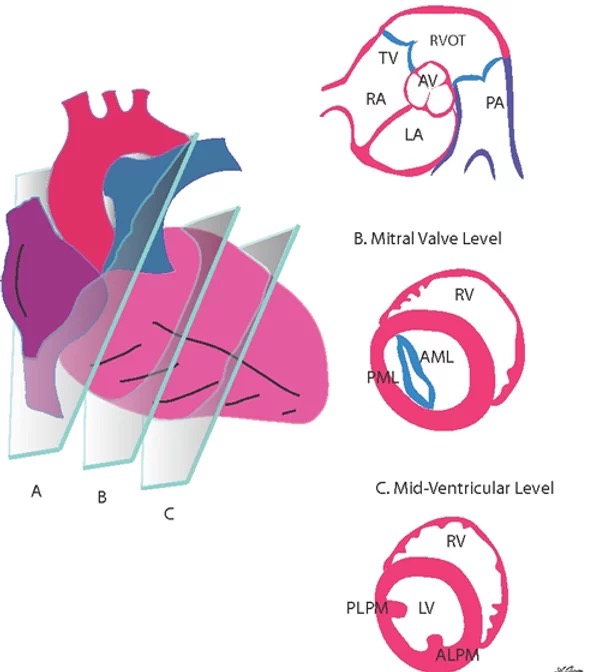 RVOT
TV
AV
RA
PA
LA
B. Mitral Valve Level
RV
AML
PML
A
B
C
C. Mid-Ventricular Level
RV
PLPM
LV
ALPM